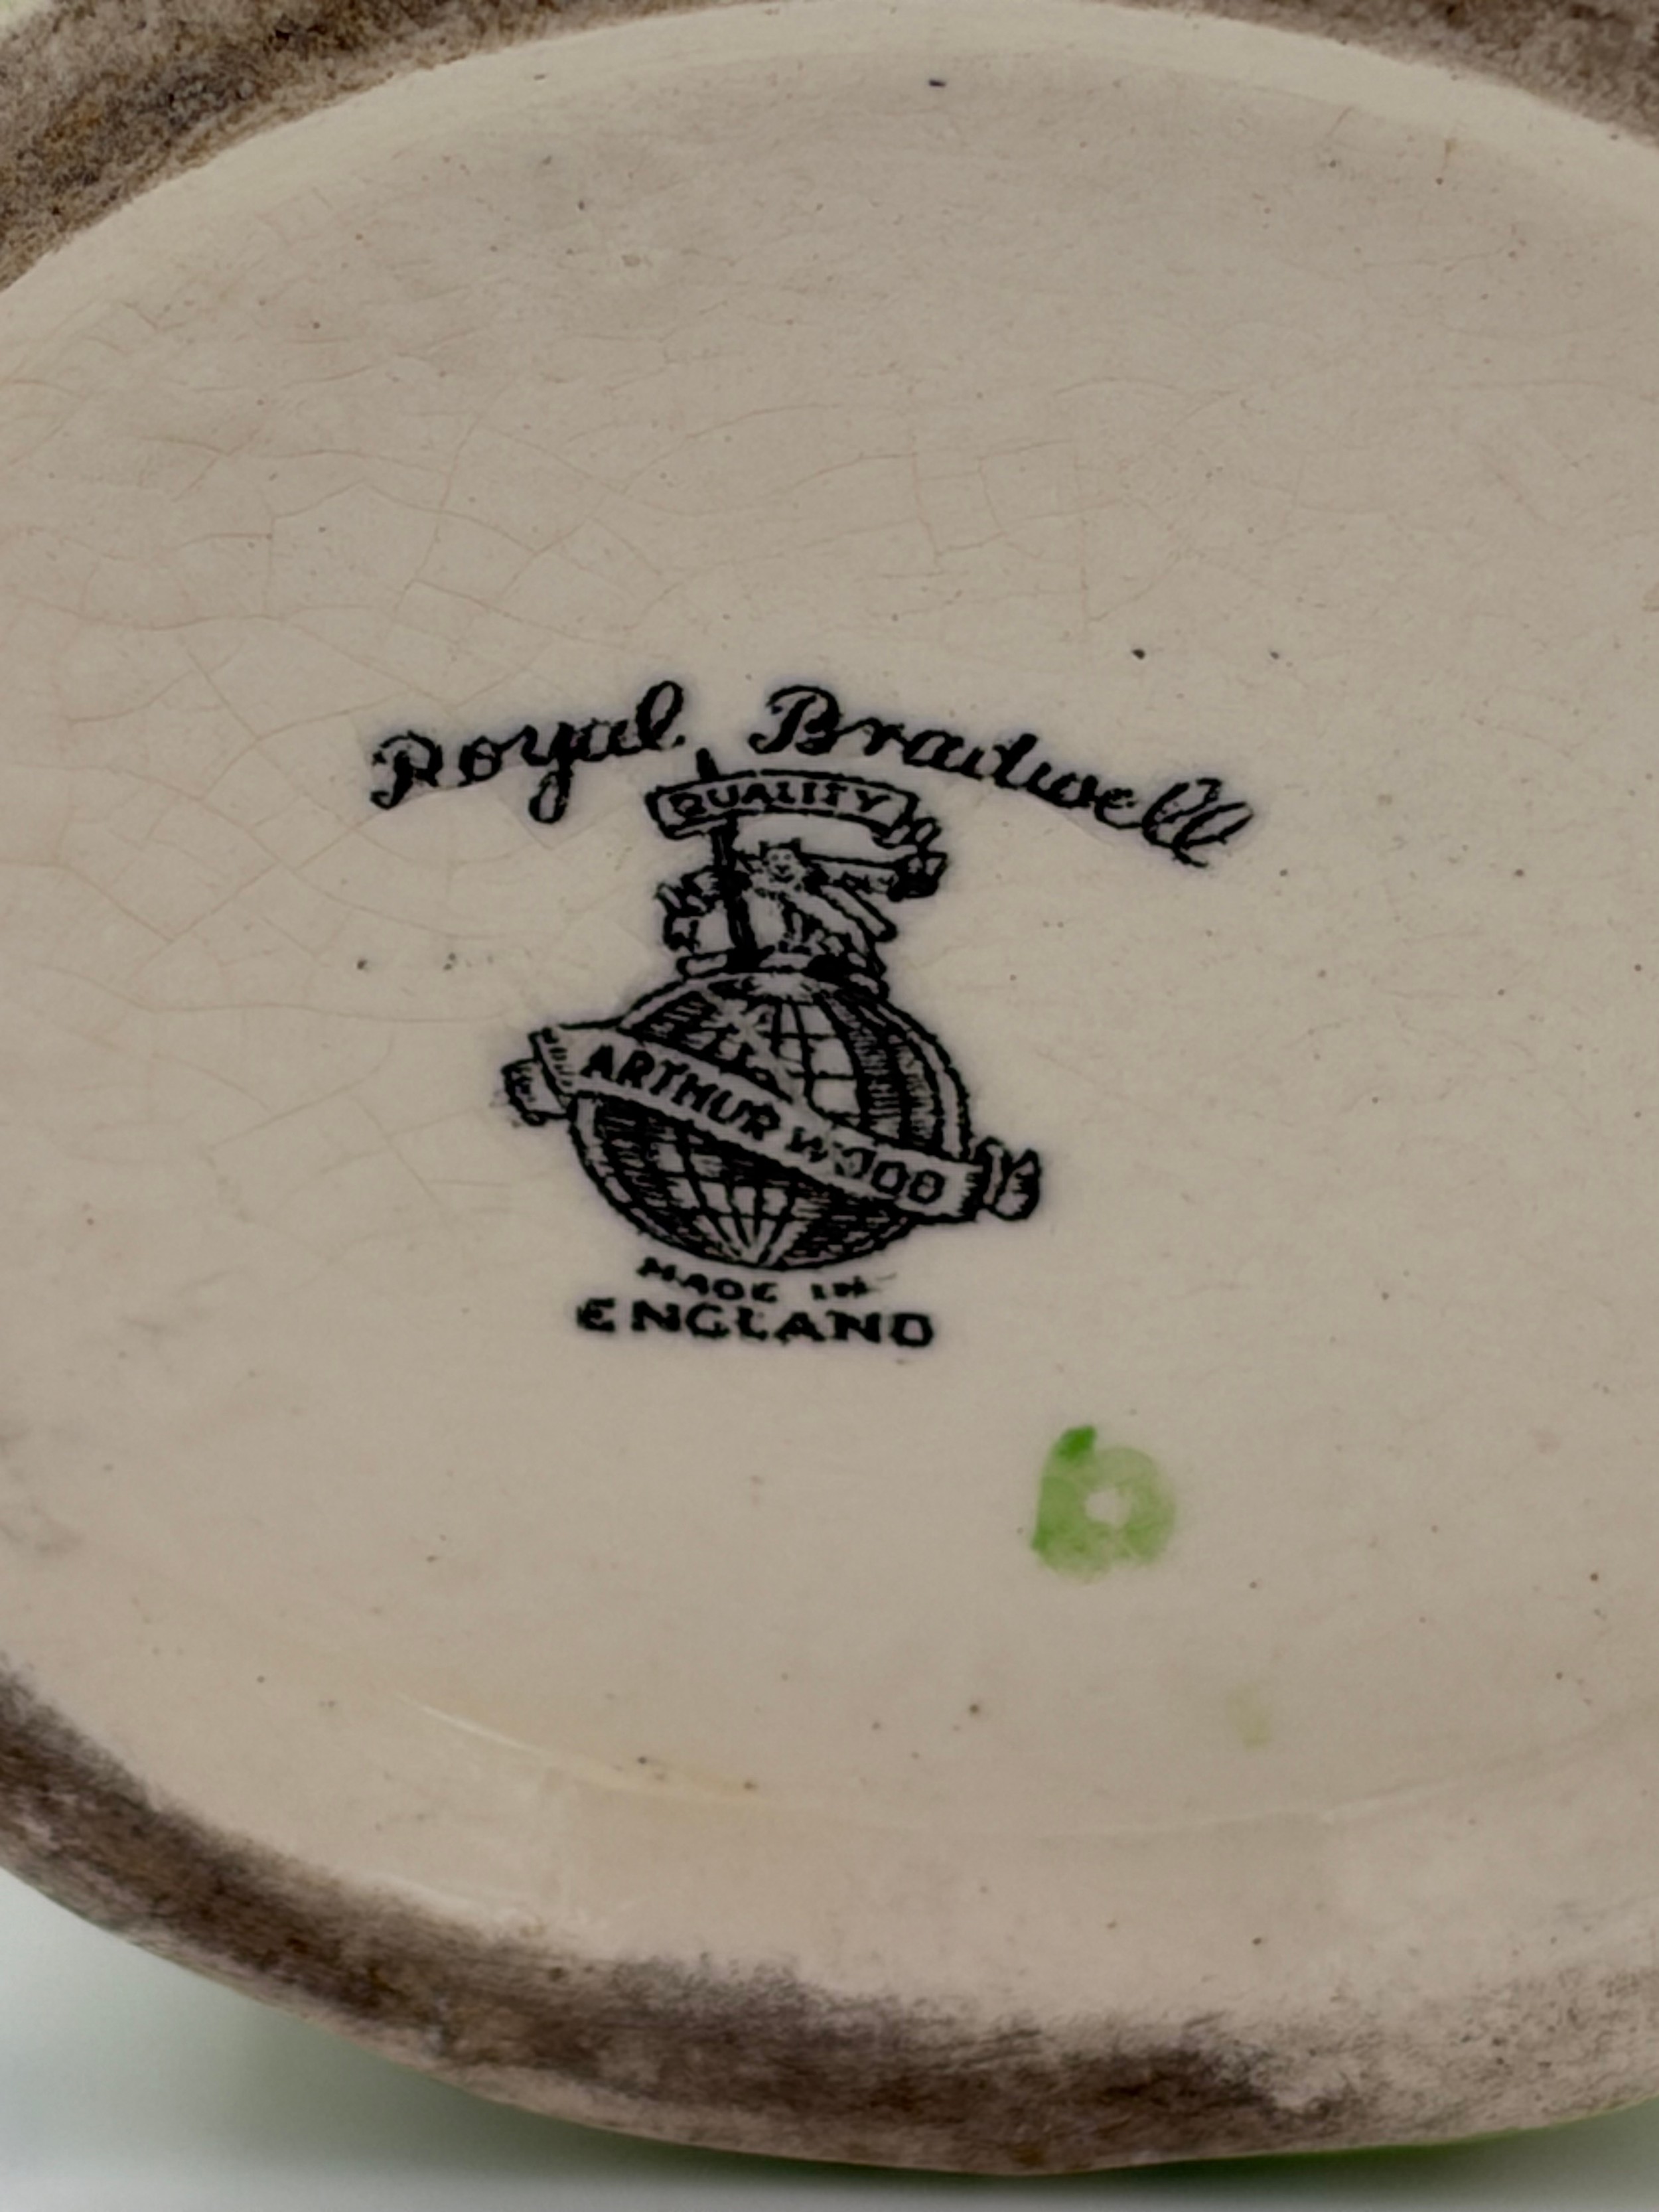 Royal Bradwell
QUALITY
ARTHUR WOOD
MADE IN
ENGLAND
b